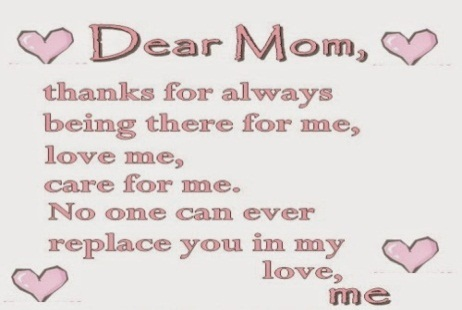 Dear Mom,
thanks for always
being there for me,
love me,
care for me.
No one can ever
replace you in my
love,
me